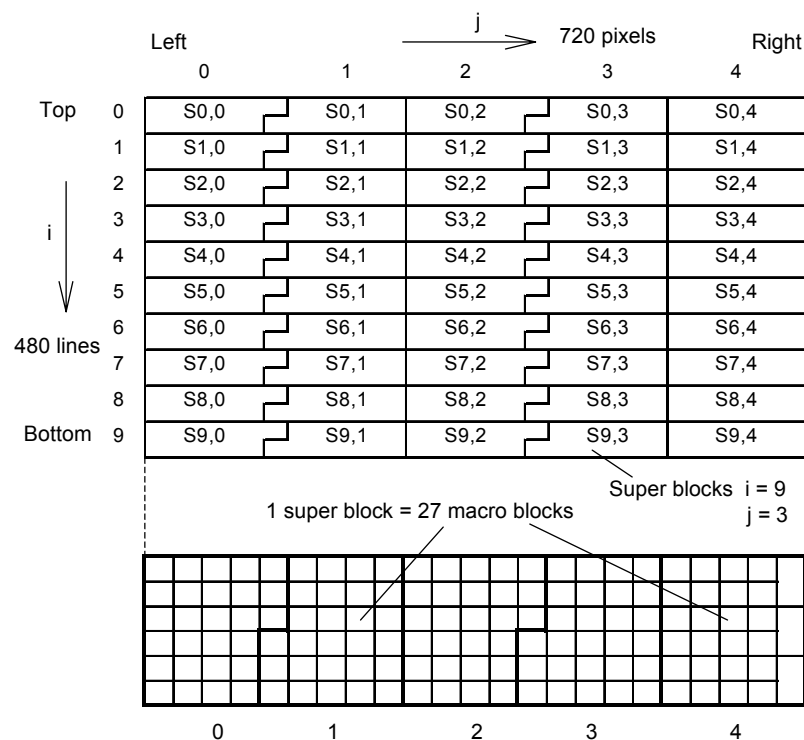 j
Left 720 pixels Right
0 1 2 3 4
Top 0 S0,0 S0,1 S0,2 S0,3 S0,4
1 S1,0 S1,1 S1,2 S1,3 S1,4
2 S2,0 S2,1 S2,2 S2,3 S2,4
3 S3,0 S3,1 S3,2 S3,3 S3,4
i
4 S4,0 S4,1 S4,2 S4,3 S4,4
5 S5,0 S5,1 S5,2 S5,3 S5,4
6 S6,0 S6,1 S6,2 S6,3 S6,4
480 lines
7 S7,0 S7,1 S7,2 S7,3 S7,4
8 S8,0 S8,1 S8,2 S8,3 S8,4
Bottom 9 S9,0 S9,1 S9,2 S9,3 S9,4
Super blocks i = 9
j = 3
1 super block = 27 macro blocks
0 1 2 3 4